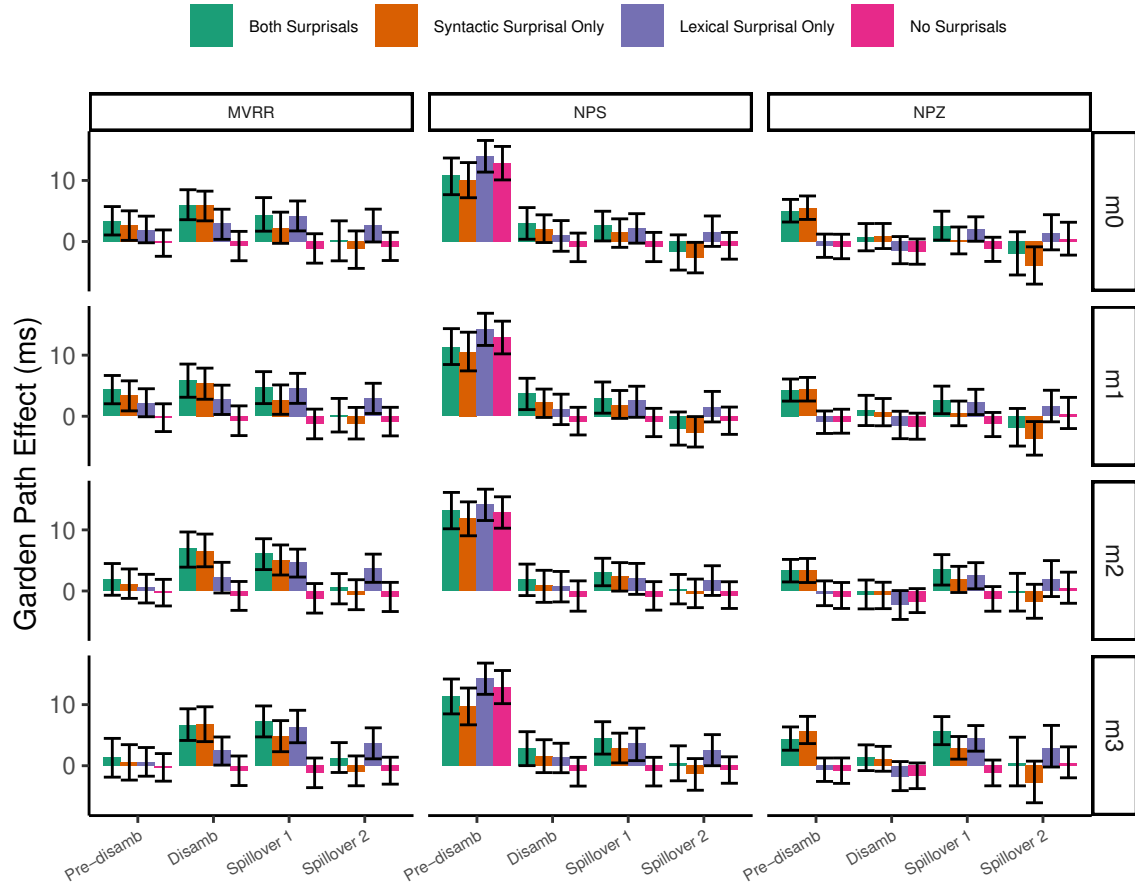 Both Surprisals Syntactic Surprisal Only Lexical Surprisal Only No Surprisals
MVRR NPS NPZ
Garden Path Effect (ms)
10
0
m0
10
0
m1
10
0
m2
10
0
m3
Pre−disamb Disamb Spillover 1 Spillover 2 Pre−disamb Disamb Spillover 1 Spillover 2 Pre−disamb Disamb Spillover 1 Spillover 2